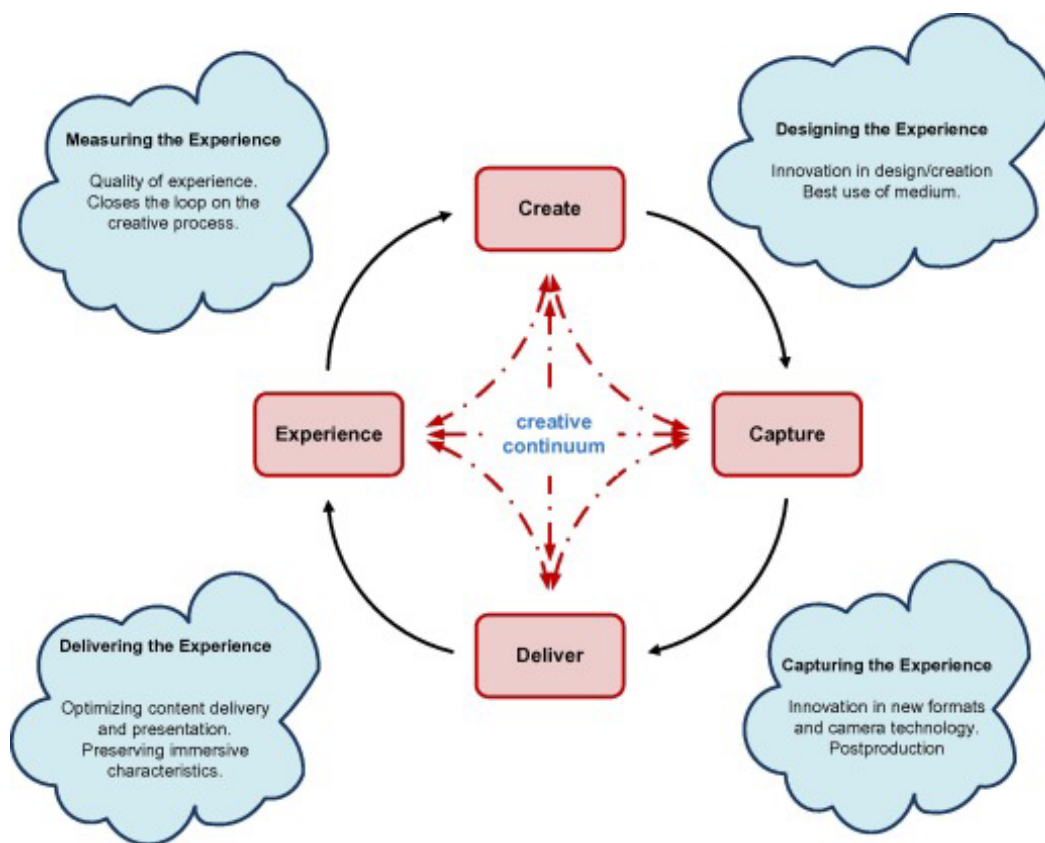 Measuring the Experience
Quality of experience.
Closes the loop on the
creative process.
Designing the Experience
Innovation in design/creation
Best use of medium.
Create
Experience
creative
continuum
Capture
Deliver
Delivering the Experience
Optimizing content delivery
and presentation.
Preserving immersive
characteristics.
Capturing the Experience
Innovation in new formats
and camera technology.
Postproduction